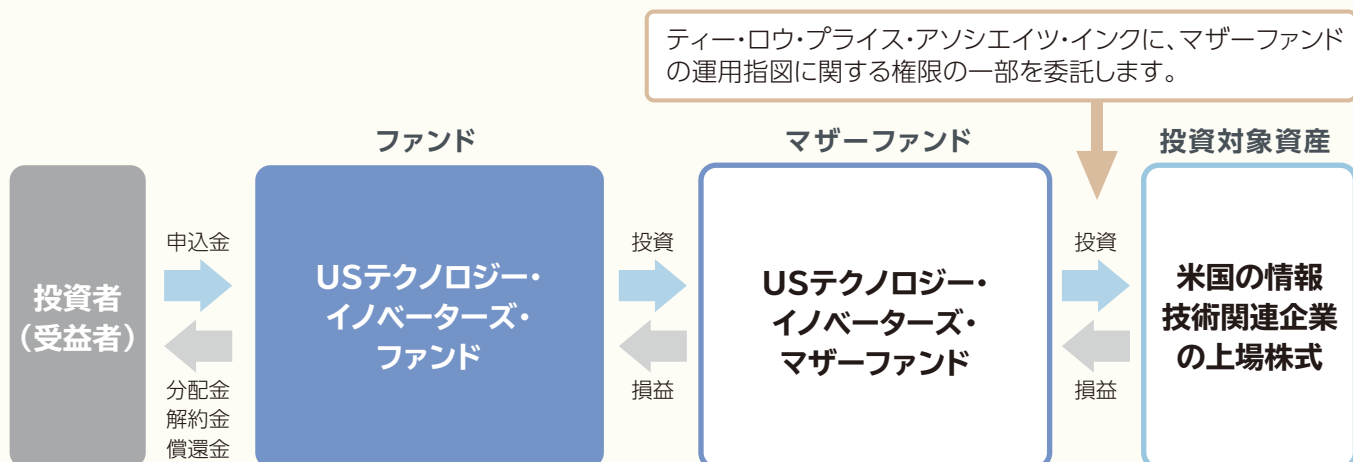 ティー・ロウ・プライス・アソシエイツ・インクに、マザーファンド
の運用指図に関する権限の一部を委託します。
ファンド
マザーファンド
投資対象資産
投資者
(受益者)
申込金
分配金
解約金
償還金
USテクノロジー・
イノベーターズ・
ファンド
投資
損益
USテクノロジー・
イノベーターズ・
マザーファンド
投資
損益
米国の情報
技術関連企業
の上場株式